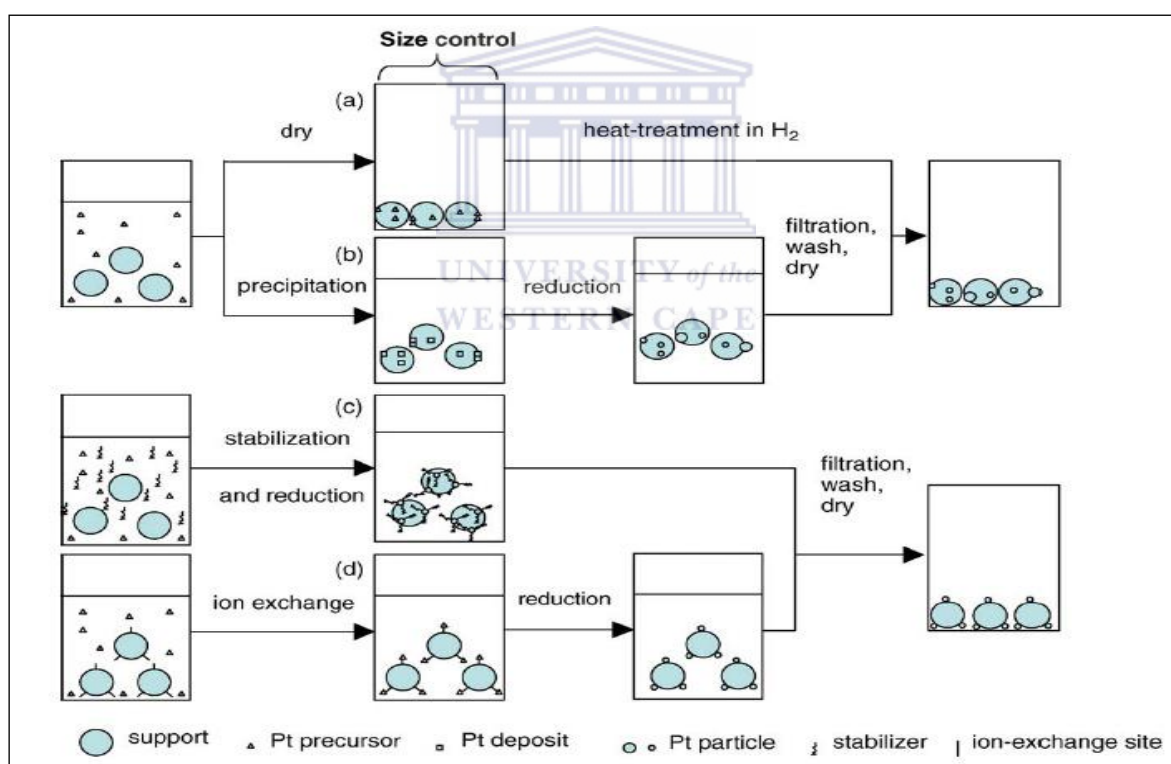 Size control
(a)
dry
heat-treatment in H₂
filtration,
wash,
dry
(b)
precipitation
reduction
UNIVERSITY of the
WESTERN CAPE
(c)
stabilization
and reduction
filtration,
wash,
dry
(d)
ion exchange
reduction
support
Pt precursor
Pt deposit
Pt particle
stabilizer
ion-exchange site